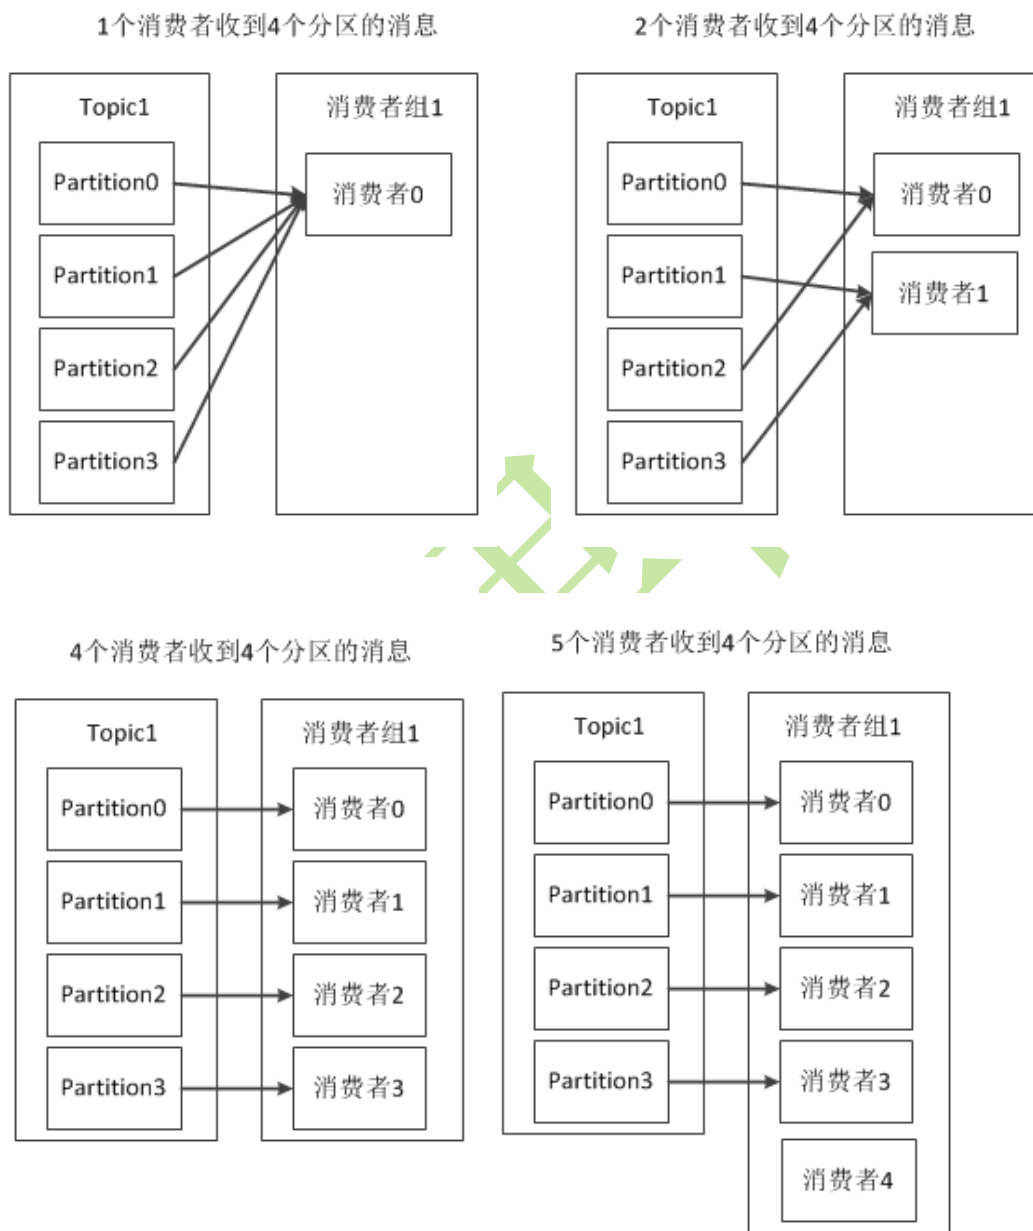 1个消费者收到4个分区的消息
Topic1
Partition0
Partition1
Partition2
Partition3
消费者组1
消费者0
2个消费者收到4个分区的消息
Topic1
Partition0
Partition1
Partition2
Partition3
消费者组1
消费者0
消费者1
4个消费者收到4个分区的消息
Topic1
Partition0
Partition1
Partition2
Partition3
消费者组1
消费者0
消费者1
消费者2
消费者3
5个消费者收到4个分区的消息
Topic1
Partition0
Partition1
Partition2
Partition3
消费者组1
消费者0
消费者1
消费者2
消费者3
消费者4